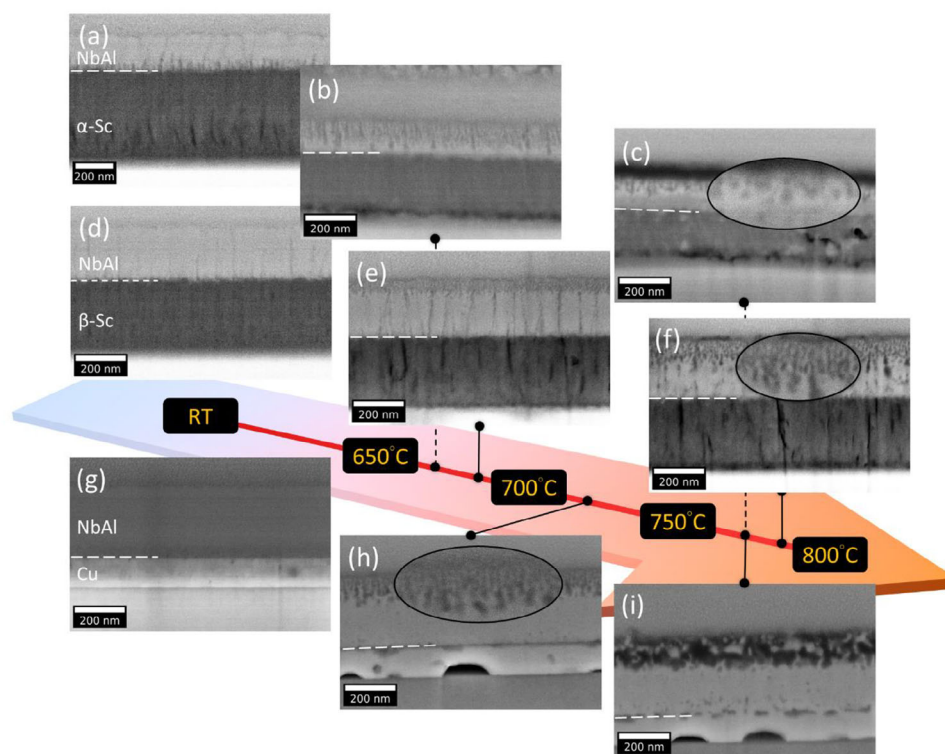 (a)
NbAl
α-Sc
200 nm
(b)
200 nm
(c)
200 nm
(d)
NbAl
β-Sc
200 nm
(e)
200 nm
(f)
200 nm
RT
650°C
700°C
750°C
800°C
(g)
NbAl
Cu
200 nm
(h)
200 nm
(i)
200 nm